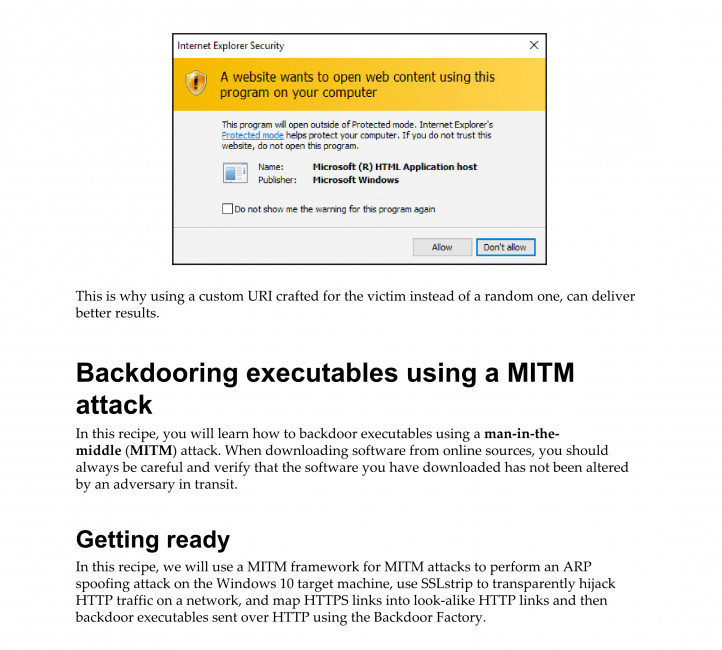 Internet Explorer Security
A website wants to open web content using this
program on your computer
This program will open outside of Protected mode. Internet Explorer's
Protected mode helps protect your computer. If you do not trust this
website, do not open this program.
Name: Microsoft (R) HTML Application host
Publisher: Microsoft Windows
Do not show me the warning for this program again
Allow Don't allow
This is why using a custom URI crafted for the victim instead of a random one, can deliver
better results.
Backdooring executables using a MITM
attack
In this recipe, you will learn how to backdoor executables using a man-in-the-
middle (MITM) attack. When downloading software from online sources, you should
always be careful and verify that the software you have downloaded has not been altered
by an adversary in transit.
Getting ready
In this recipe, we will use a MITM framework for MITM attacks to perform an ARP
spoofing attack on the Windows 10 target machine, use SSLstrip to transparently hijack
HTTP traffic on a network, and map HTTPS links into look-alike HTTP links and then
backdoor executables sent over HTTP using the Backdoor Factory.